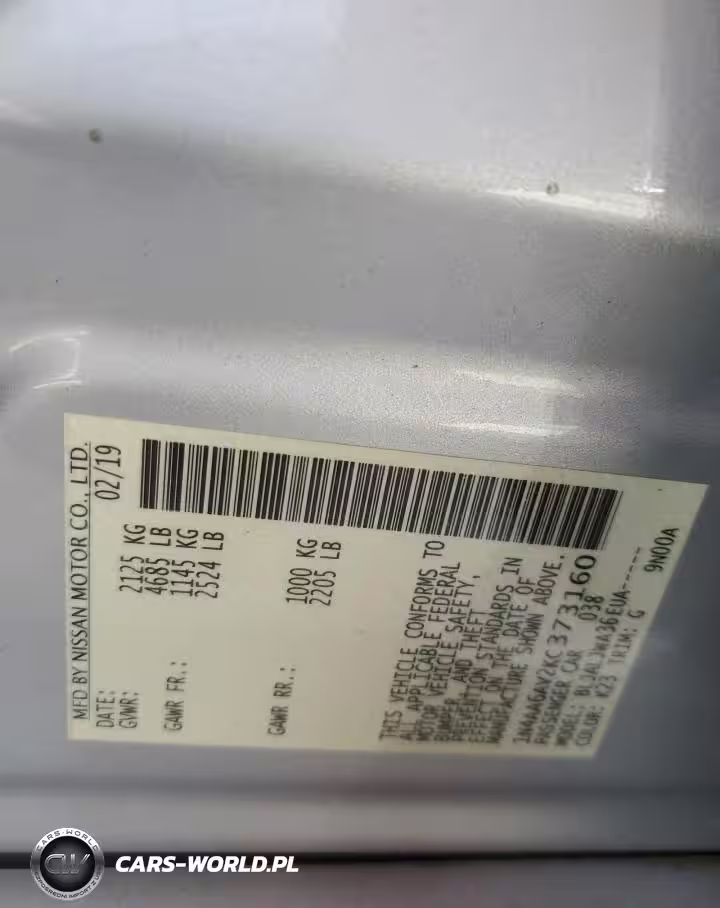 MFD BY NISSAN MOTOR CO., LTD.
DATE: 02/19
GVWR: 2125 KG
4685 LB
GAWR FR.: 1145 KG
2524 LB
GAWR RR.: 1000 KG
2205 LB
THIS VEHICLE CONFORMS TO
ALL APPLICABLE FEDERAL
MOTOR VEHICLE SAFETY,
BUMPER, AND THEFT
PREVENTION STANDARDS IN
EFFECT ON THE DATE OF
MANUFACTURE SHOWN ABOVE.
1N4AA6AV2KC373160
PASSENGER CAR 038
MODEL:
COLOR: K23 TRIM: G
9N00A
CARS-WORLD
CW
CARS-WORLD.PL